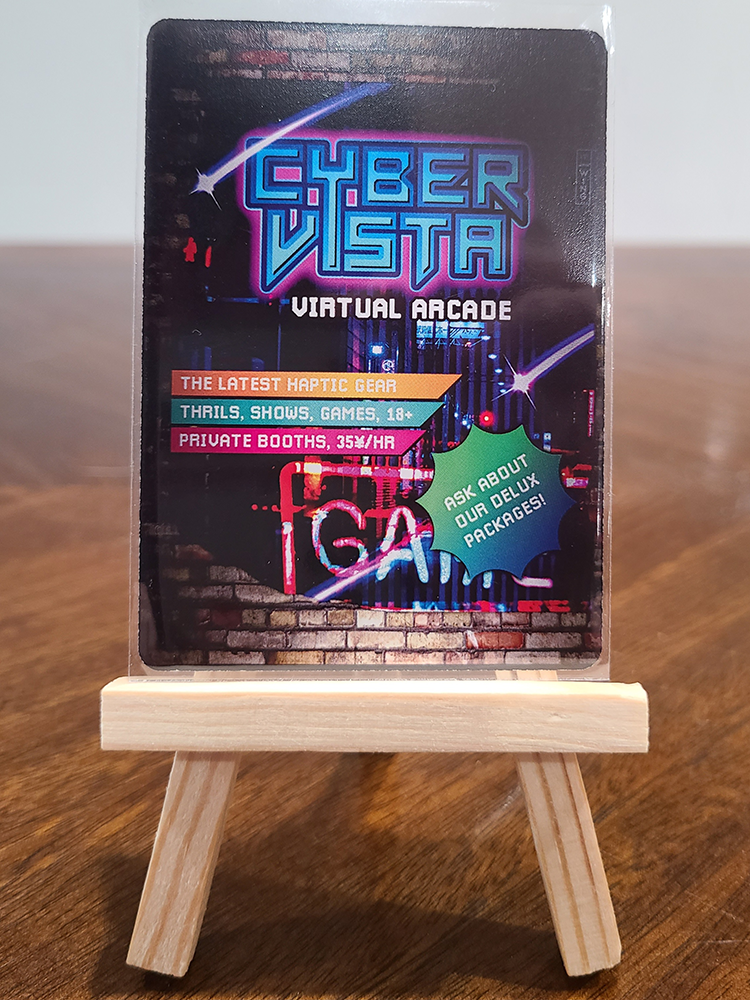 CYBER
VISTA
VIRTUAL ARCADE
THE LATEST HAPTIC GEAR
THRILS, SHOWS, GAMES, 18+
PRIVATE BOOTHS, 35¥/HR
ASK ABOUT
OUR DELUX
PACKAGES!
GAME